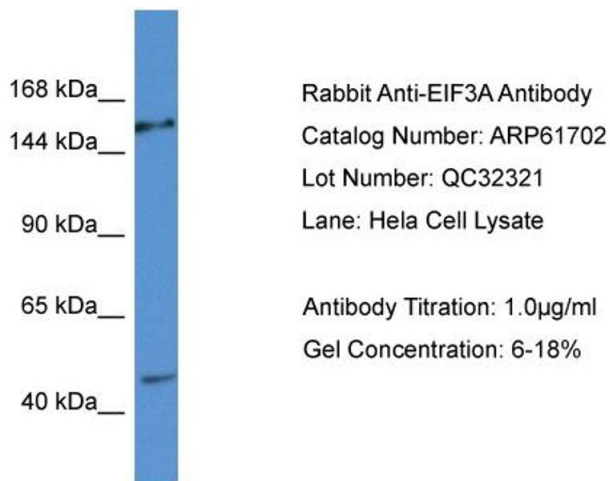 168 kDa__
144 kDa__
90 kDa__
65 kDa__
40 kDa__
Rabbit Anti-EIF3A Antibody
Catalog Number: ARP61702
Lot Number: QC32321
Lane: Hela Cell Lysate
Antibody Titration: 1.0µg/ml
Gel Concentration: 6-18%